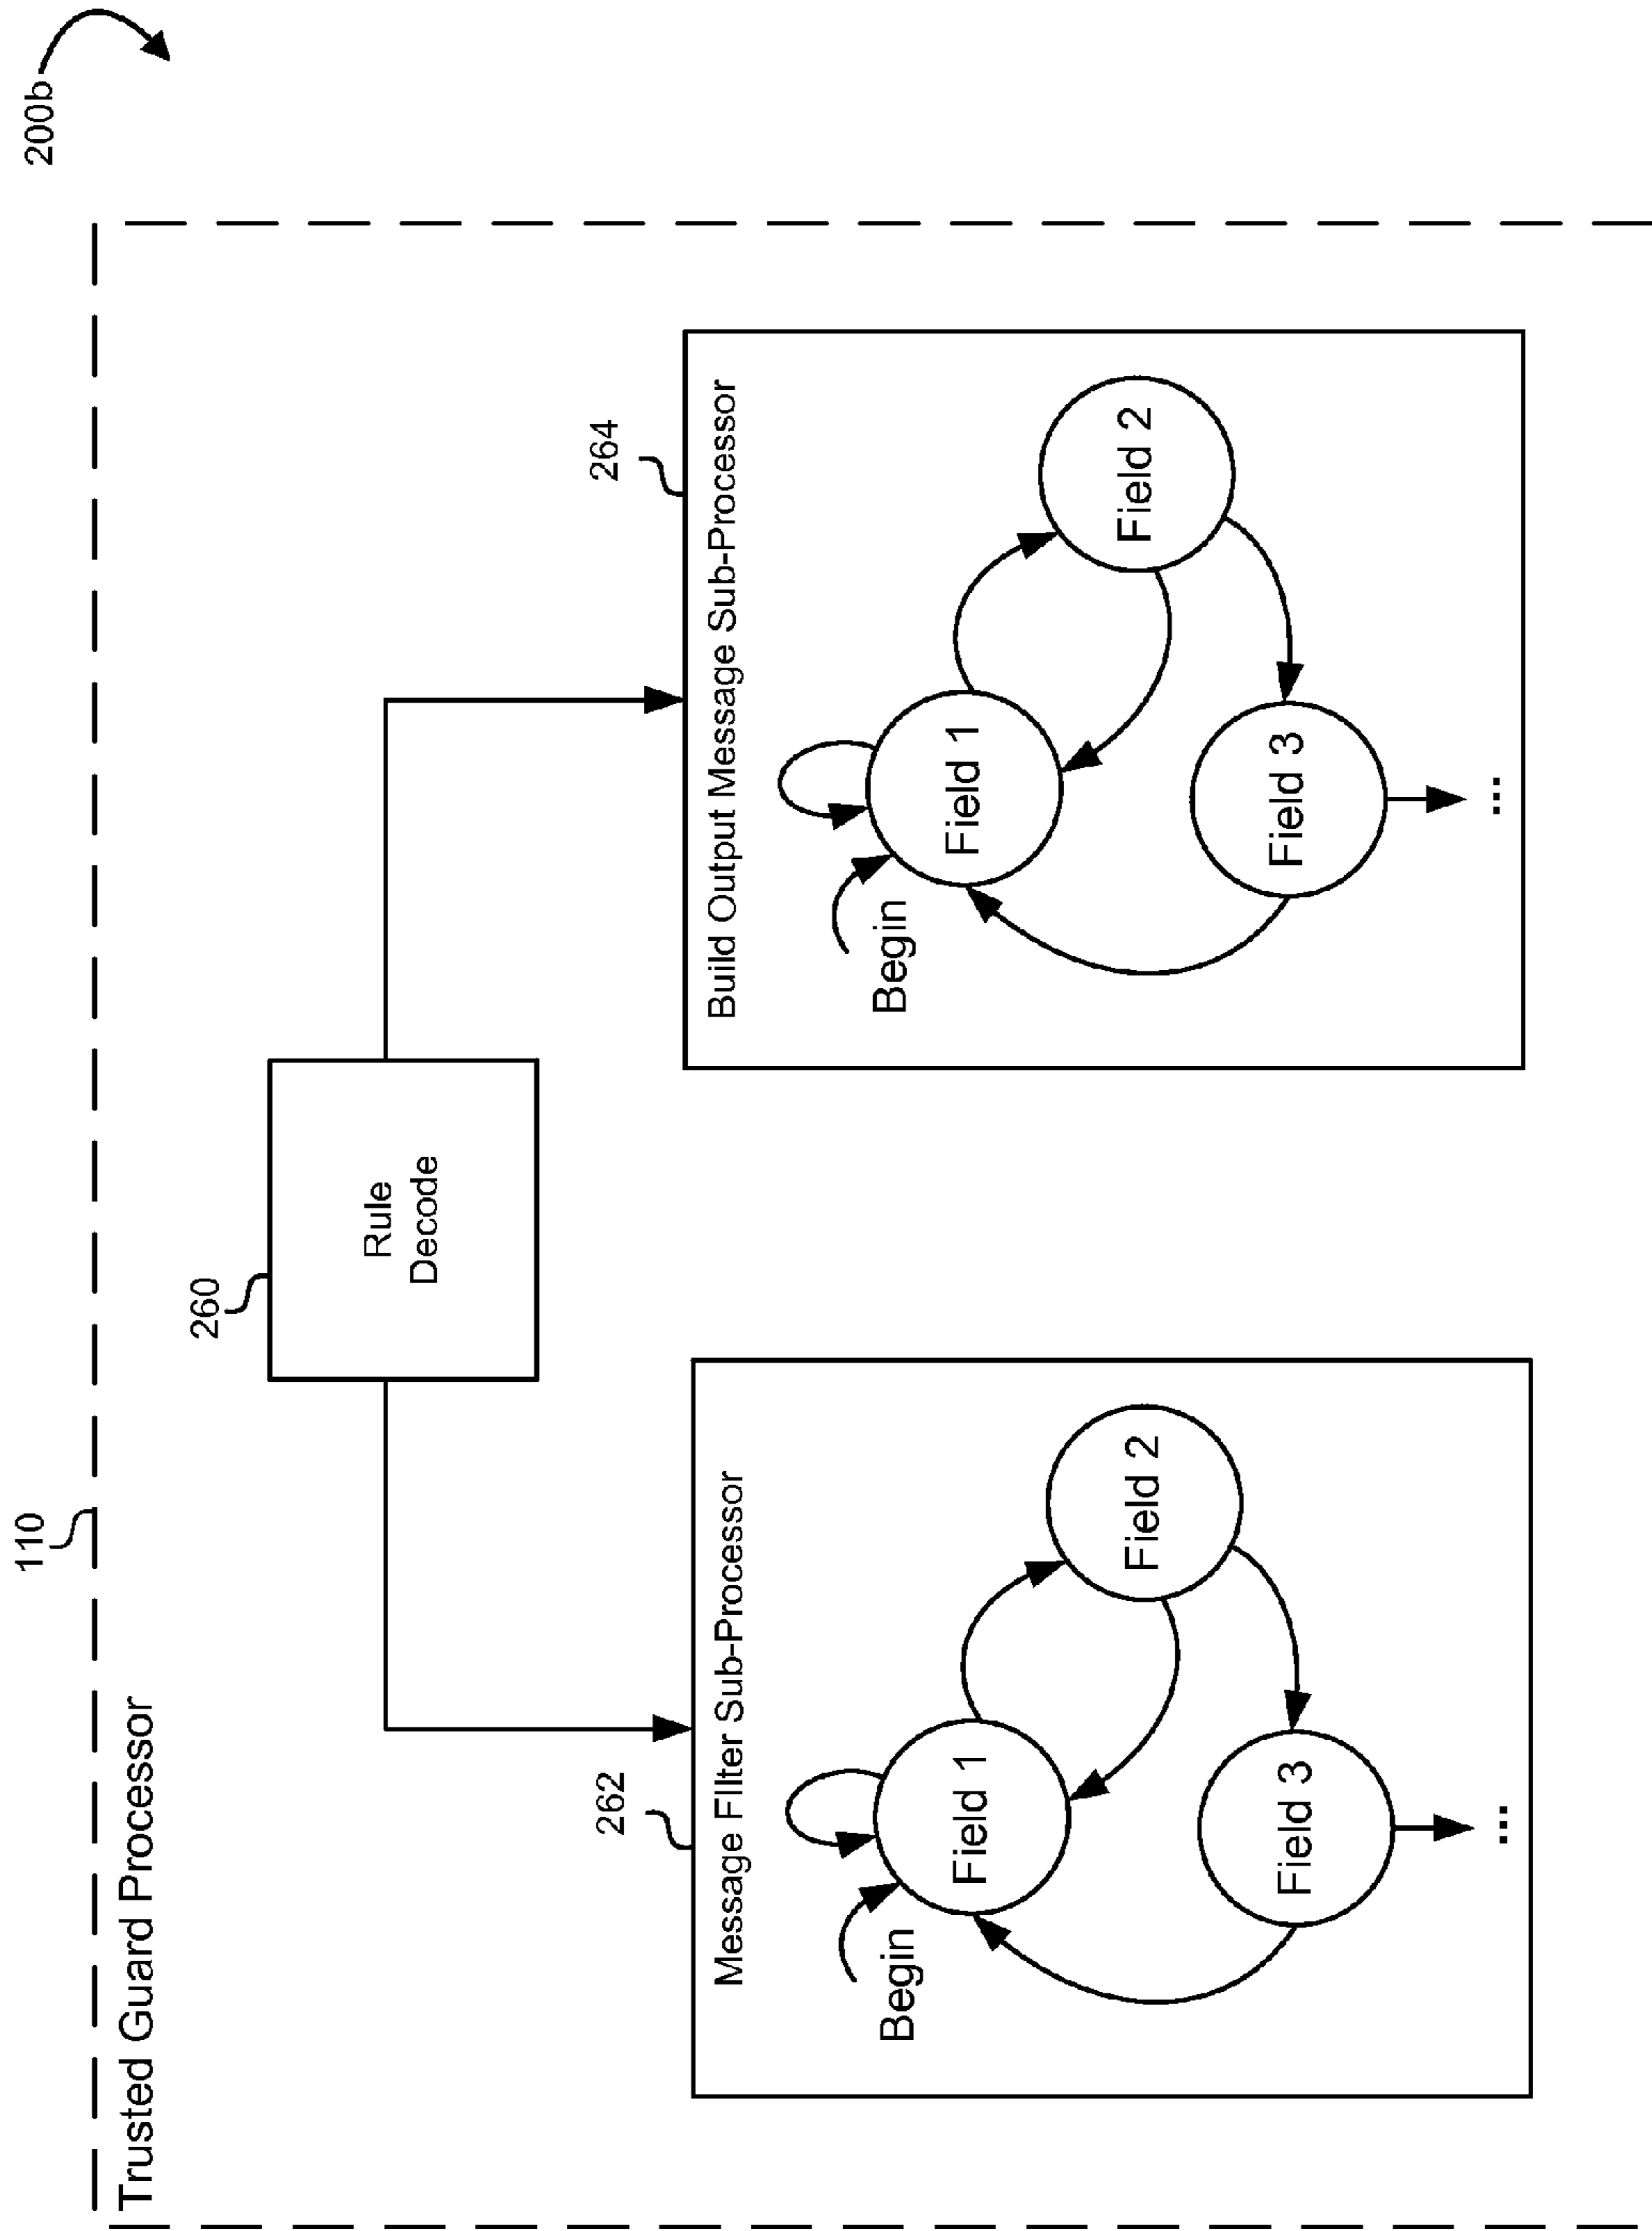 200b
110
Trusted Guard Processor
260
Rule
Decode
262
Message FIlter Sub-Processor
Begin
Field 1
Field 2
Field 3
...
264
Build Output Message Sub-Processor
Begin
Field 1
Field 2
Field 3
...